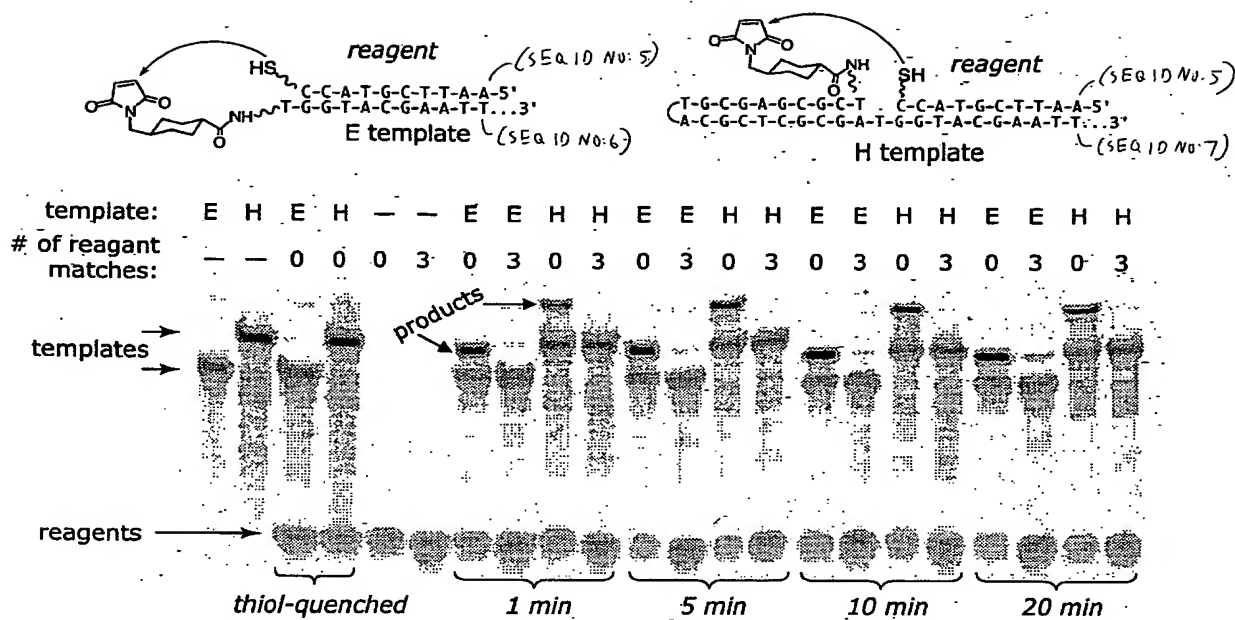 reagent
HS
(SEQ ID NO: 5)
O
N
O
C-C-A-T-G-C-T-T-A-A-5'
NH
T-G-G-T-A-C-G-A-A-T-T...3'
O
E template
(SEQ ID NO: 6)
O
N
O
NH
O
SH
reagent
(SEQ ID NO. 5)
T-G-C-G-A-G-C-G-C-T C-C-A-T-G-C-T-T-A-A-5'
A-C-G-C-T-C-G-C-G-A-T-G-G-T-A-C-G-A-A-T-T...3'
H template
(SEQ ID NO: 7)
template: E H E H — — E E H H E E H H E E H H E E H H
# of reagant
matches: — — 0 0 0 3 0 3 0 3 0 3 0 3 0 3 0 3 0 3 0 3
products
templates
reagents
thiol-quenched 1 min 5 min 10 min 20 min